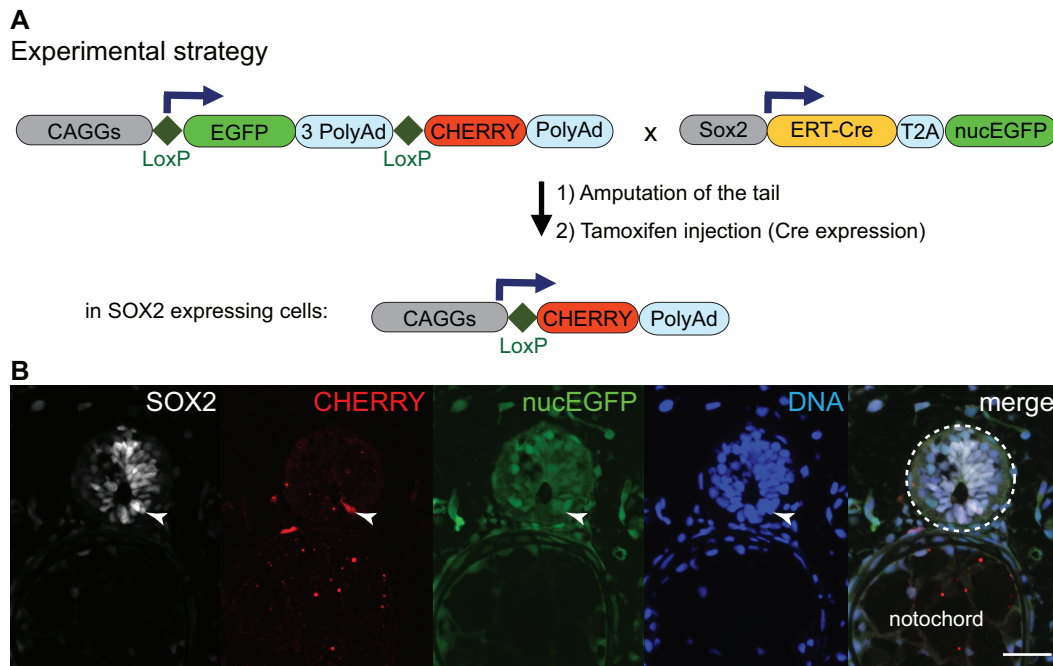 A
Experimental strategy
CAGGs EGFP 3 PolyAd CHERRY PolyAd x Sox2 ERT-Cre T2A nucEGFP
LoxP LoxP
1) Amputation of the tail
2) Tamoxifen injection (Cre expression)
in SOX2 expressing cells: CAGGs CHERRY PolyAd
LoxP
B
SOX2 CHERRY nucEGFP DNA merge
notochord